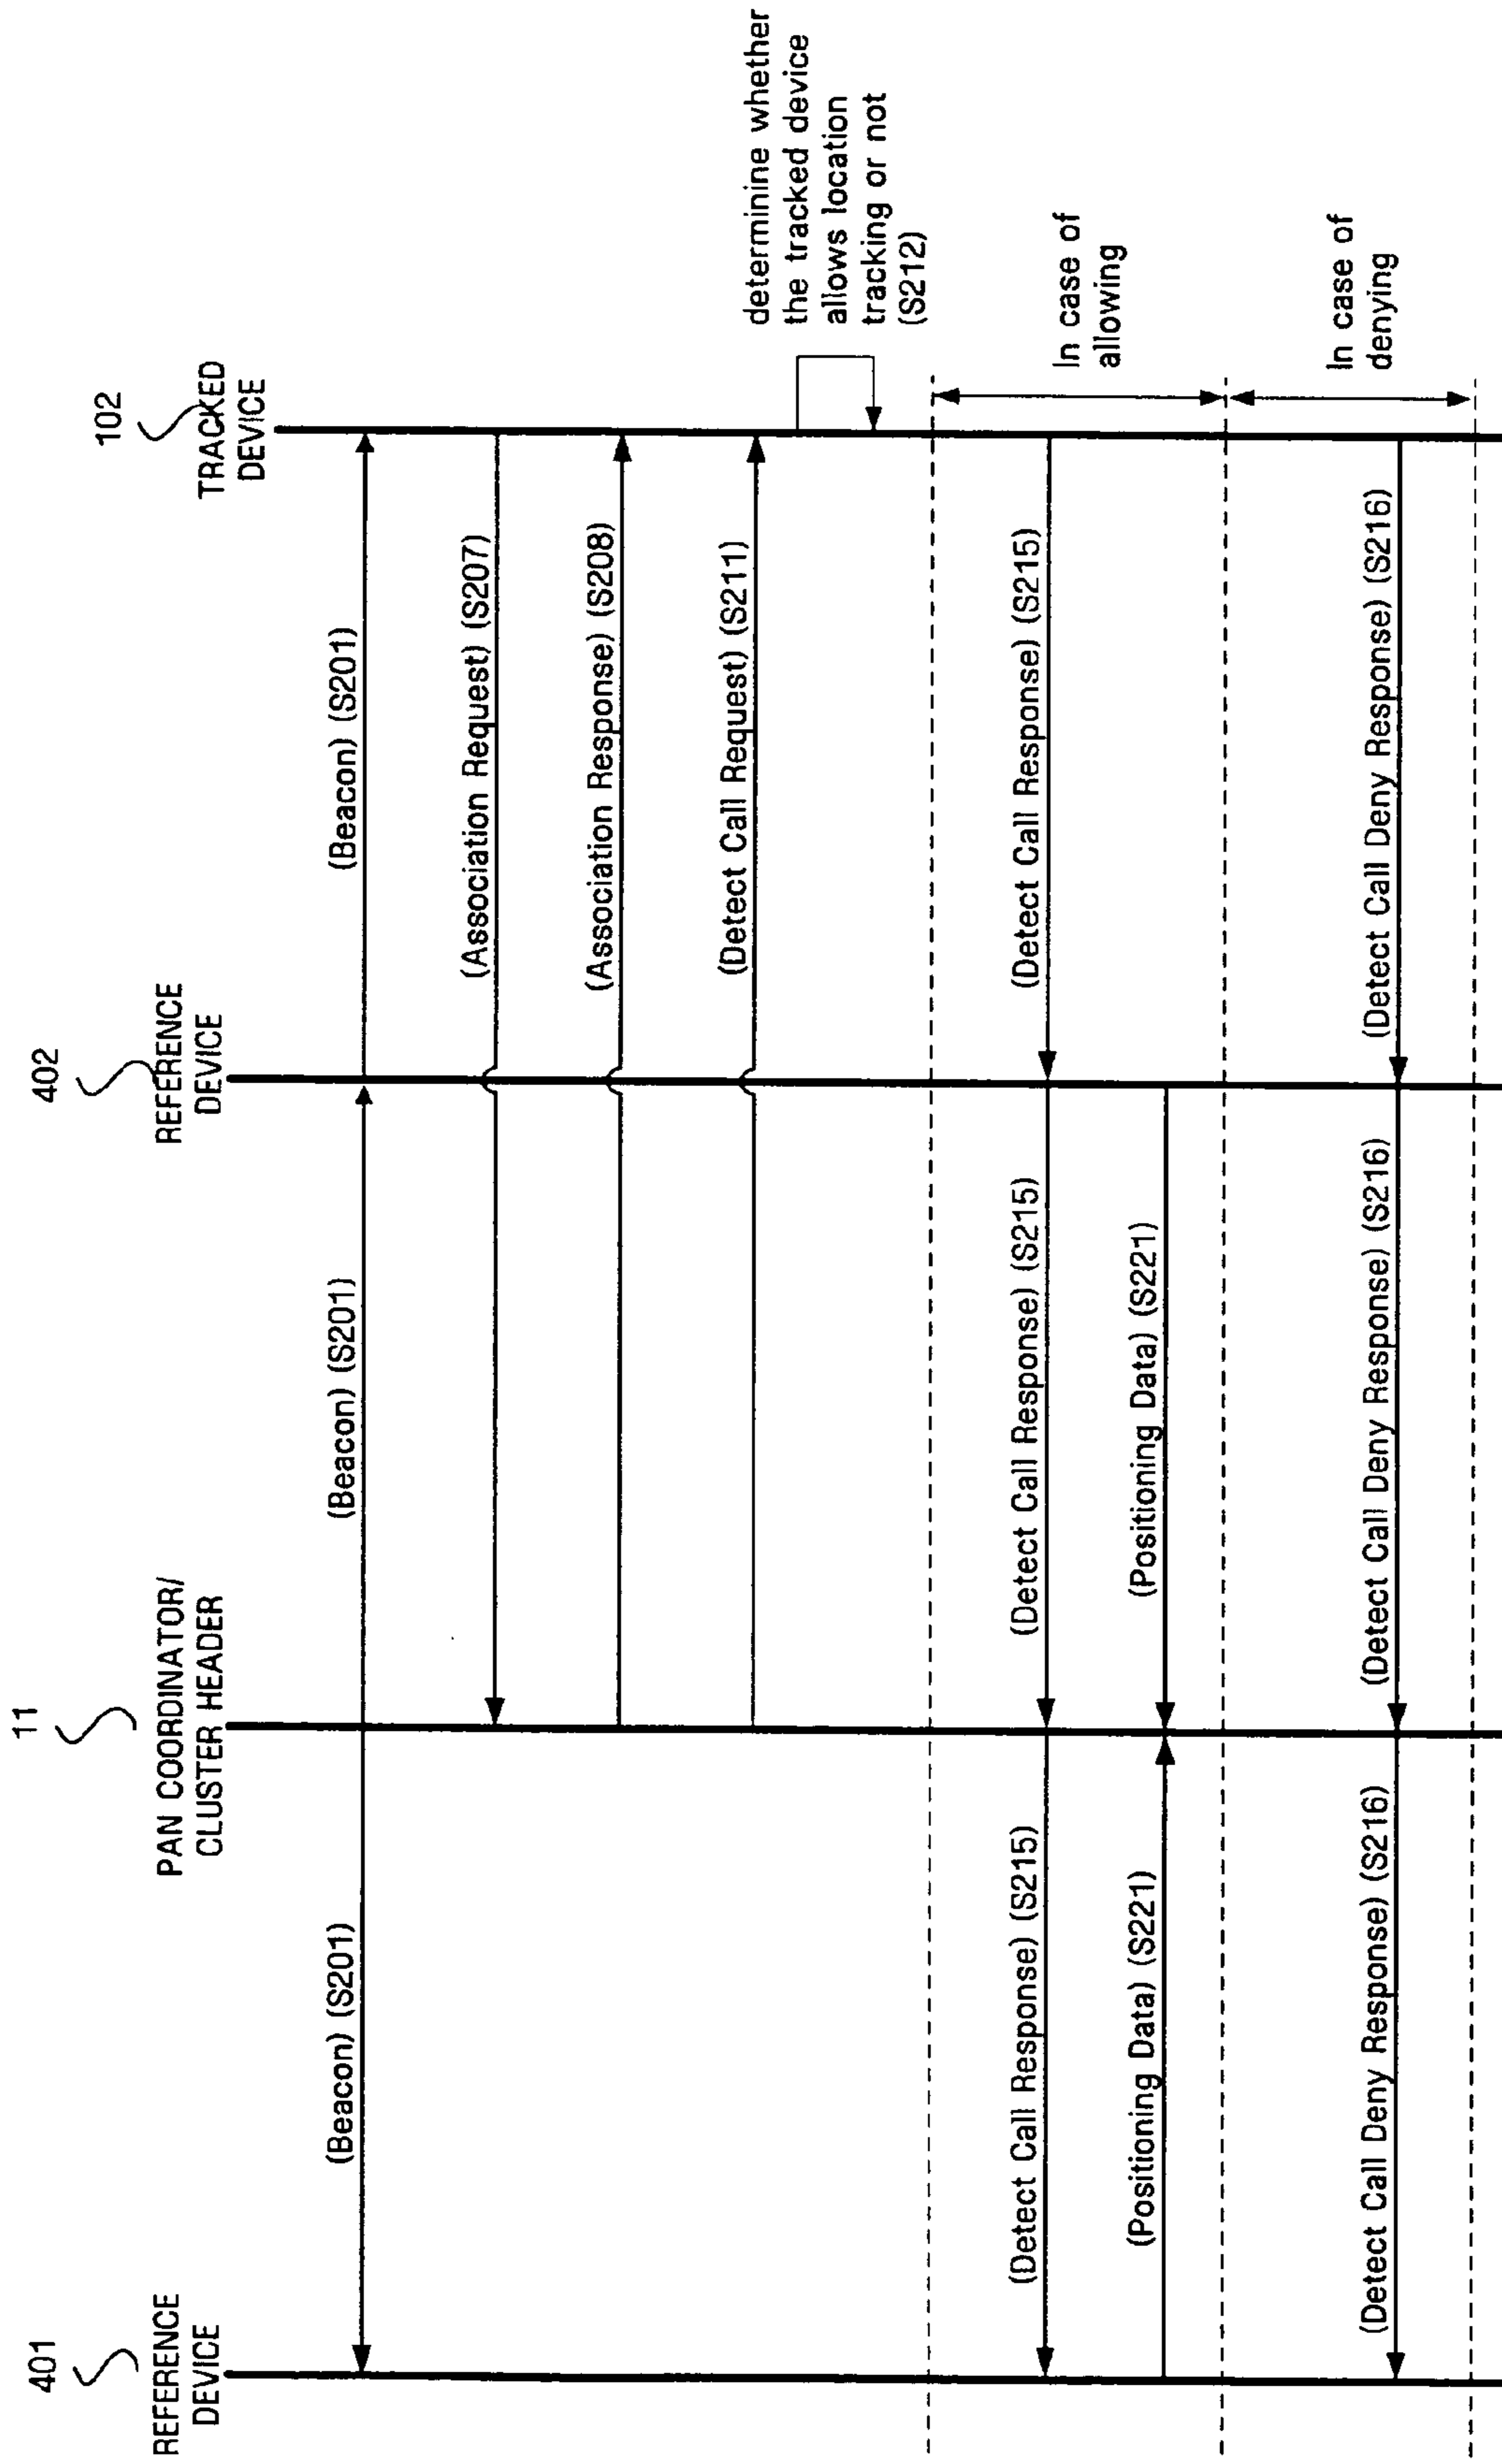 401
REFERENCE
DEVICE
11
PAN COORDINATOR/
CLUSTER HEADER
402
REFERENCE
DEVICE
102
TRACKED
DEVICE
(Beacon) (S201)
(Beacon) (S201)
(Beacon) (S201)
(Association Request) (S207)
(Association Response) (S208)
(Detect Call Request) (S211)
determinine whether
the tracked device
allows location
tracking or not
(S212)
(Detect Call Response) (S215)
(Detect Call Response) (S215)
(Detect Call Response) (S215)
In case of
allowing
(Positioning Data) (S221)
(Positioning Data) (S221)
(Detect Call Deny Response) (S216)
(Detect Call Deny Response) (S216)
(Detect Call Deny Response) (S216)
In case of
denying